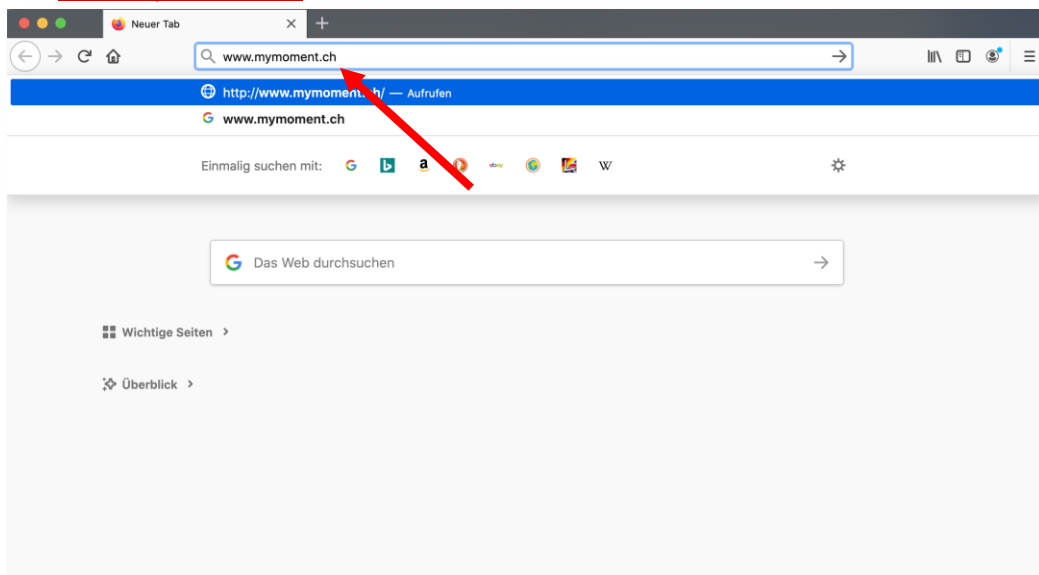 Neuer Tab
www.mymoment.ch
http://www.mymoment.ch/ — Aufrufen
www.mymoment.ch
Einmalig suchen mit:
Das Web durchsuchen
Wichtige Seiten
Überblick